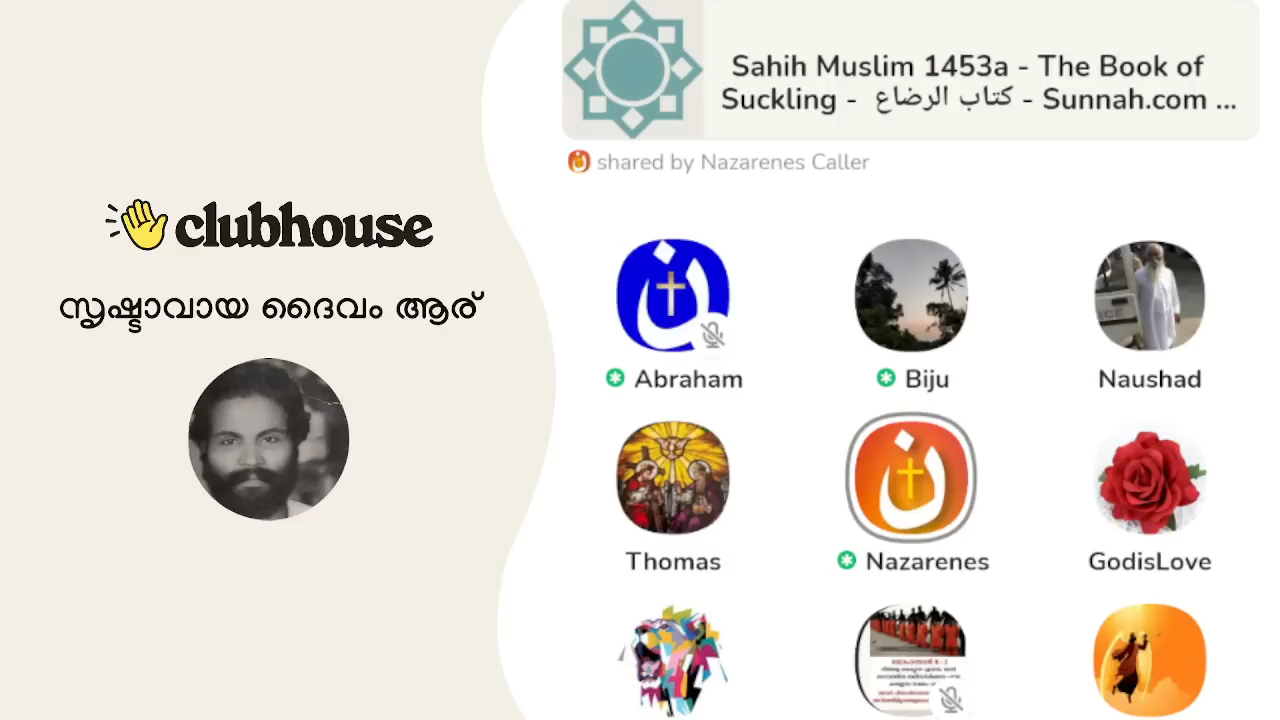 clubhouse
സൃഷ്ടാവായ ദൈവം ആര്
Sahih Muslim 1453a - The Book of
Suckling - كتاب الرضاع - Sunnah.com ...
shared by Nazarenes Caller
Abraham
Biju
Naushad
Thomas
Nazarenes
GodisLove